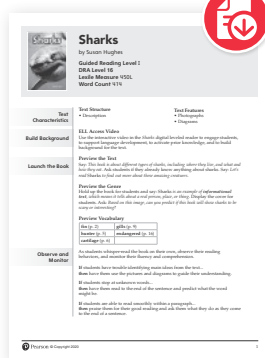 Sharks
Sharks
by Susan Hughes
Guided Reading Level I
DRA Level 16
Lexile Measure 450L
Word Count 414
Text
Characteristics
Text Structure
• Description
Text Features
• Photographs
• Diagrams
Build Background
ELL Access Video
Use the interactive video in the Sharks digital leveled reader to engage students,
to support language development, to activate prior knowledge, and to build
background for the text.
Launch the Book
Preview the Text
Say: This book is about different types of sharks, including where they live, and what and
how they eat. Ask students if they already know anything about sharks. Say: Let's
read Sharks to find out more about these amazing creatures.
Preview the Genre
Hold up the book for students and say: Sharks is an example of informational
text, which means it tells about a real person, place, or thing. Display the cover for
students. Ask: Based on this image, can you predict if this book will show sharks to be
scary or interesting?
Preview Vocabulary
fin (p. 2)
gills (p. 9)
hunter (p. 5)
endangered (p. 16)
cartilage (p. 6)
Observe and
Monitor
As students whisper-read the book on their own, observe their reading
behaviors, and monitor their fluency and comprehension.
If students have trouble identifying main ideas from the text...
then have them use the pictures and diagrams to guide their understanding.
If students stop at unknown words...
then have them read to the end of the sentence and predict what the word
might be.
If students are able to read smoothly within a paragraph...
then praise them for their good reading and ask them what they do as they come
to the end of a sentence.
Pearson © Copyright 2020.
1